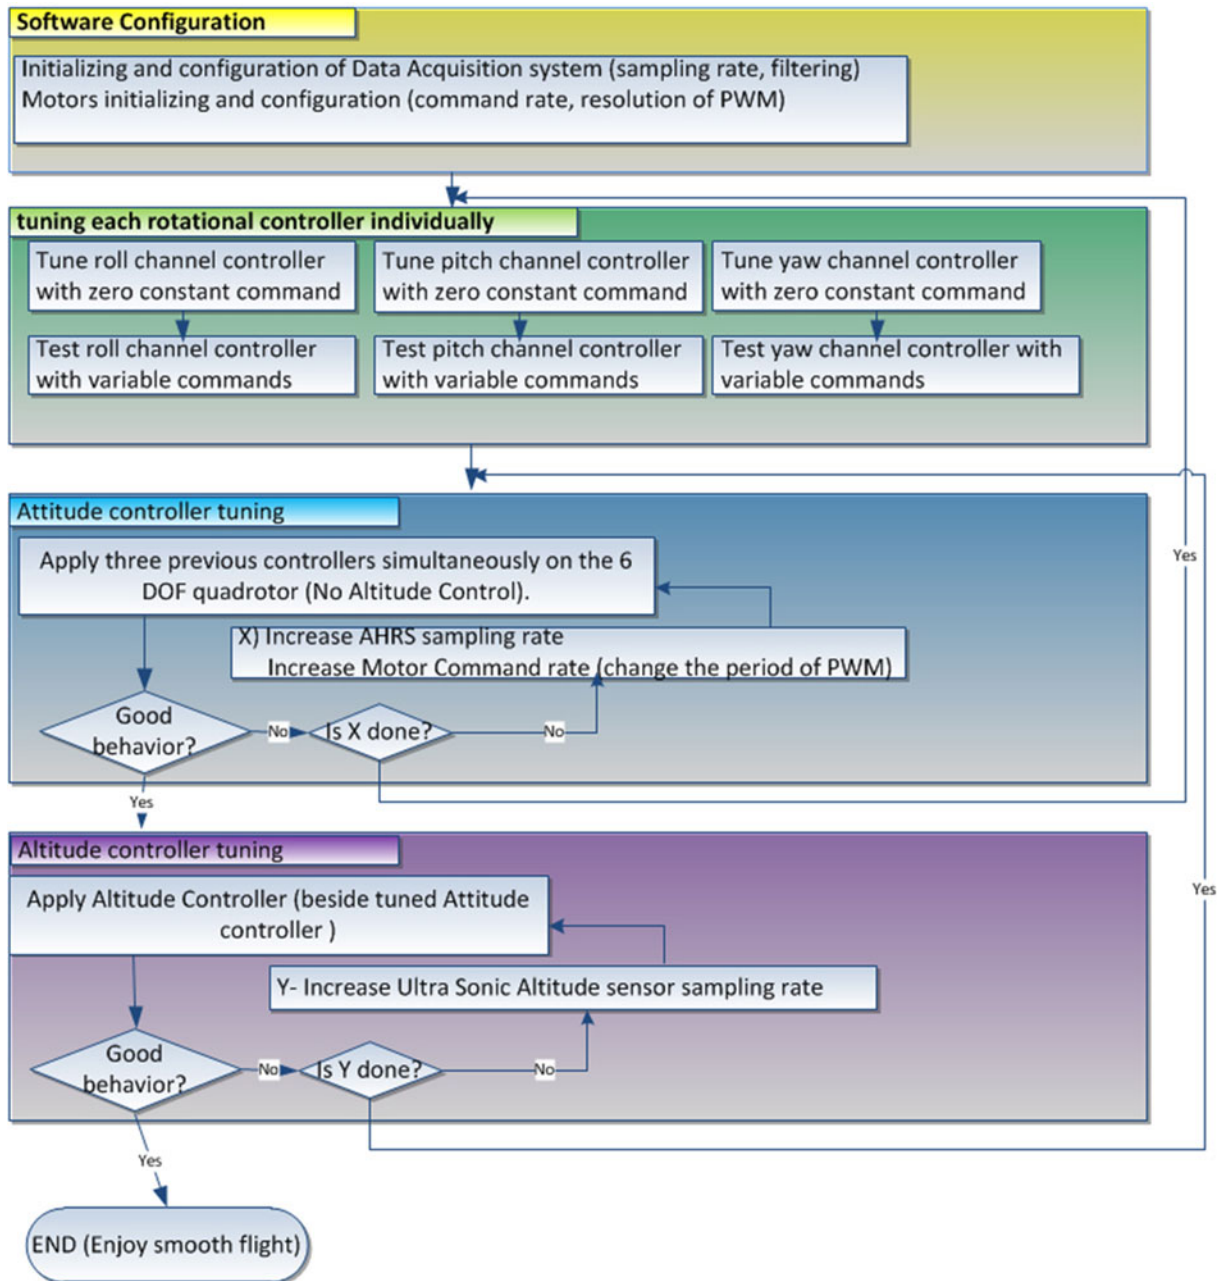 Software Configuration
Initializing and configuration of Data Acquisition system (sampling rate, filtering)
Motors initializing and configuration (command rate, resolution of PWM)
tuning each rotational controller individually
Tune roll channel controller
with zero constant command
Tune pitch channel controller
with zero constant command
Tune yaw channel controller
with zero constant command
Test roll channel controller
with variable commands
Test pitch channel controller
with variable commands
Test yaw channel controller with
variable commands
Attitude controller tuning
Apply three previous controllers simultaneously on the 6
DOF quadrotor (No Altitude Control).
X) Increase AHRS sampling rate
Increase Motor Command rate (change the period of PWM)
Good
behavior?
No
Is X done?
No
Yes
Yes
Altitude controller tuning
Apply Altitude Controller (beside tuned Attitude
controller )
Y- Increase Ultra Sonic Altitude sensor sampling rate
Good
behavior?
No
Is Y done?
No
Yes
Yes
END (Enjoy smooth flight)